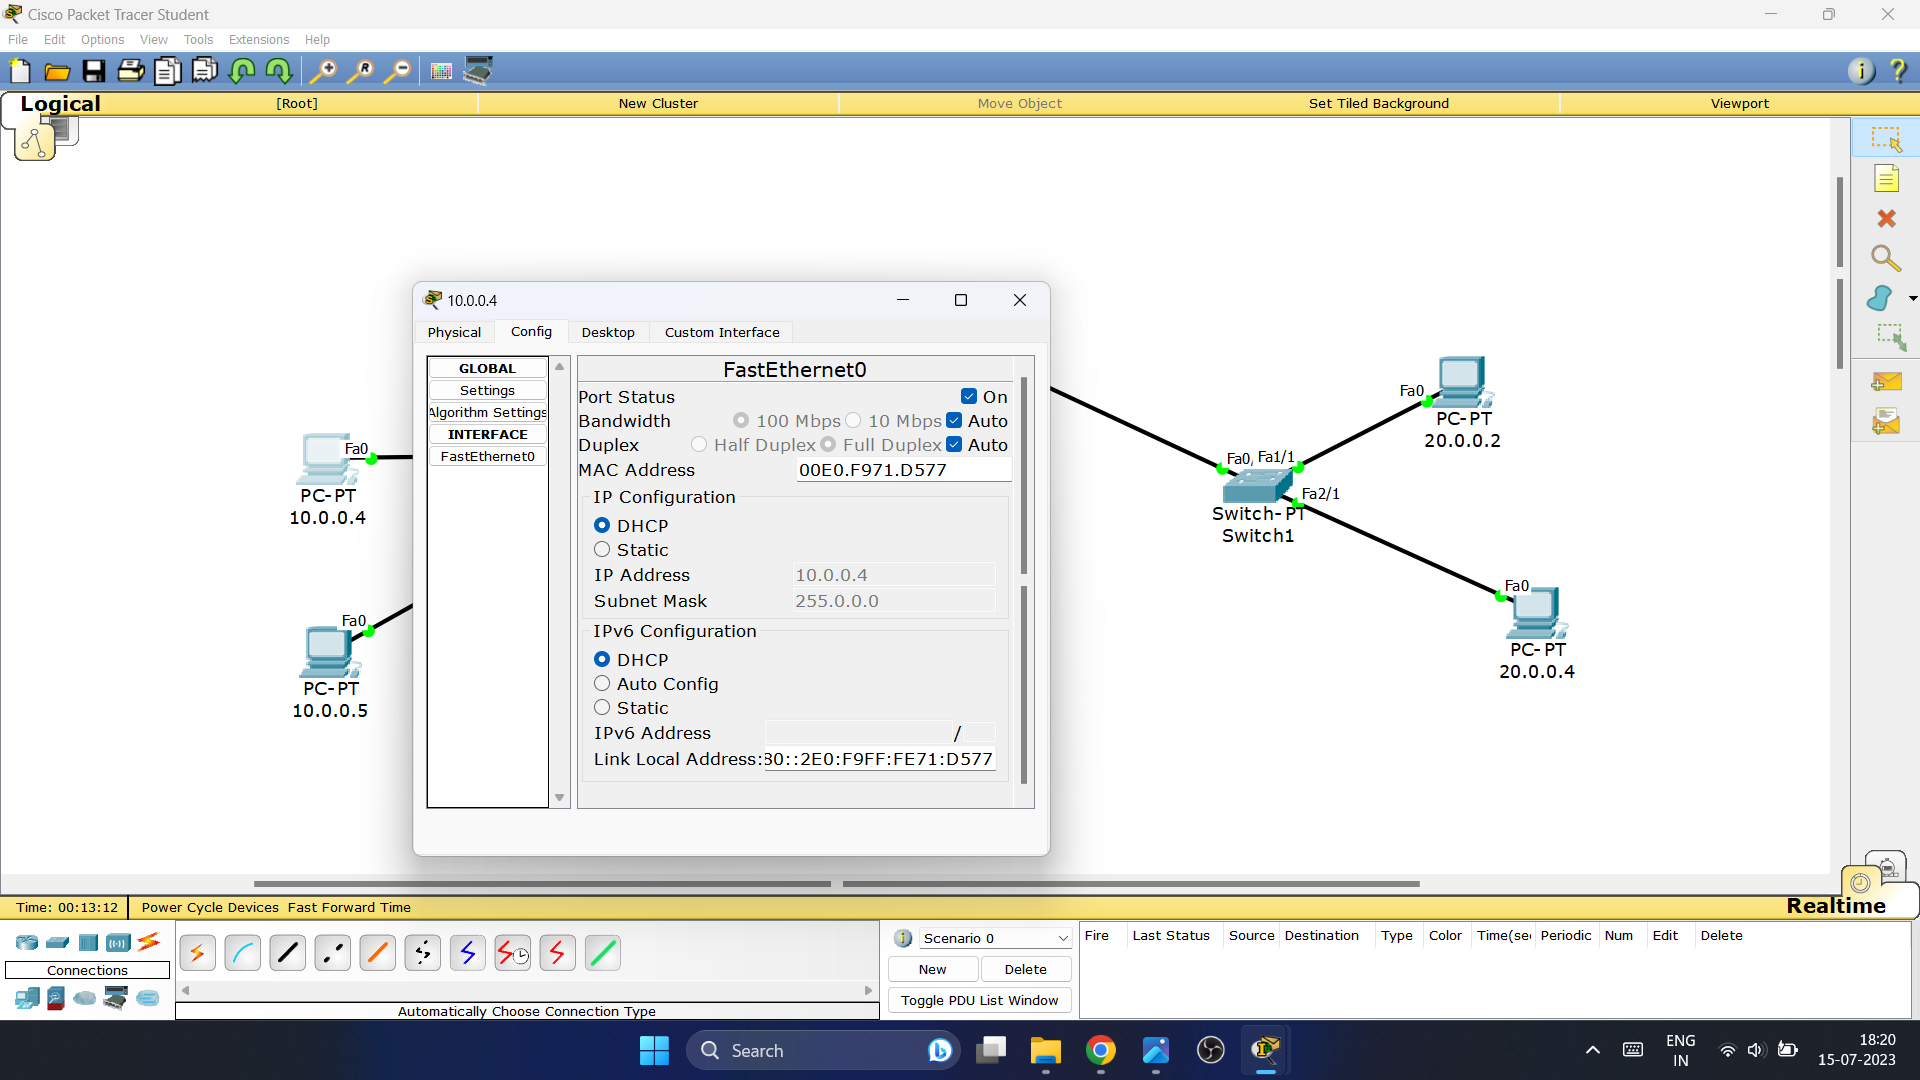 Cisco Packet Tracer Student
File Edit Options View Tools Extensions Help
Logical [Root] New Cluster Move Object Set Tiled Background Viewport
10.0.0.4
Physical Config Desktop Custom Interface
GLOBAL
Settings
Algorithm Settings
INTERFACE
FastEthernet0
FastEthernet0
Port Status On
Bandwidth 100 Mbps 10 Mbps Auto
Duplex Half Duplex Full Duplex Auto
MAC Address 00E0.F971.D577
IP Configuration
DHCP
Static
IP Address 10.0.0.4
Subnet Mask 255.0.0.0
IPv6 Configuration
DHCP
Auto Config
Static
IPv6 Address /
Link Local Address: 80::2E0:F9FF:FE71:D577
Fa0
PC-PT
10.0.0.4
Fa0
PC-PT
10.0.0.5
Fa0
PC-PT
20.0.0.2
Fa0, Fa1/1
Fa2/1
Switch-PT
Switch1
Fa0
PC-PT
20.0.0.4
Time: 00:13:12 Power Cycle Devices Fast Forward Time
Realtime
Connections
Automatically Choose Connection Type
Scenario 0
New Delete
Toggle PDU List Window
Fire Last Status Source Destination Type Color Time(sec Periodic Num Edit Delete
Search
ENG
IN
18:20
15-07-2023